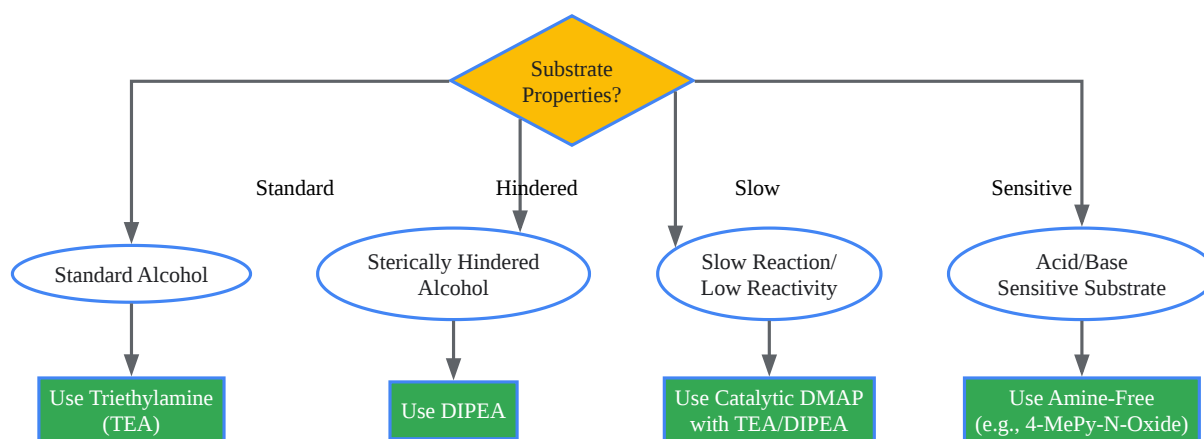 Substrate
Properties?
Standard
Hindered
Slow
Sensitive
Standard Alcohol
Sterically Hindered
Alcohol
Slow Reaction/
Low Reactivity
Acid/Base
Sensitive Substrate
Use Triethylamine
(TEA)
Use DIPEA
Use Catalytic DMAP
with TEA/DIPEA
Use Amine-Free
(e.g., 4-MePy-N-Oxide)